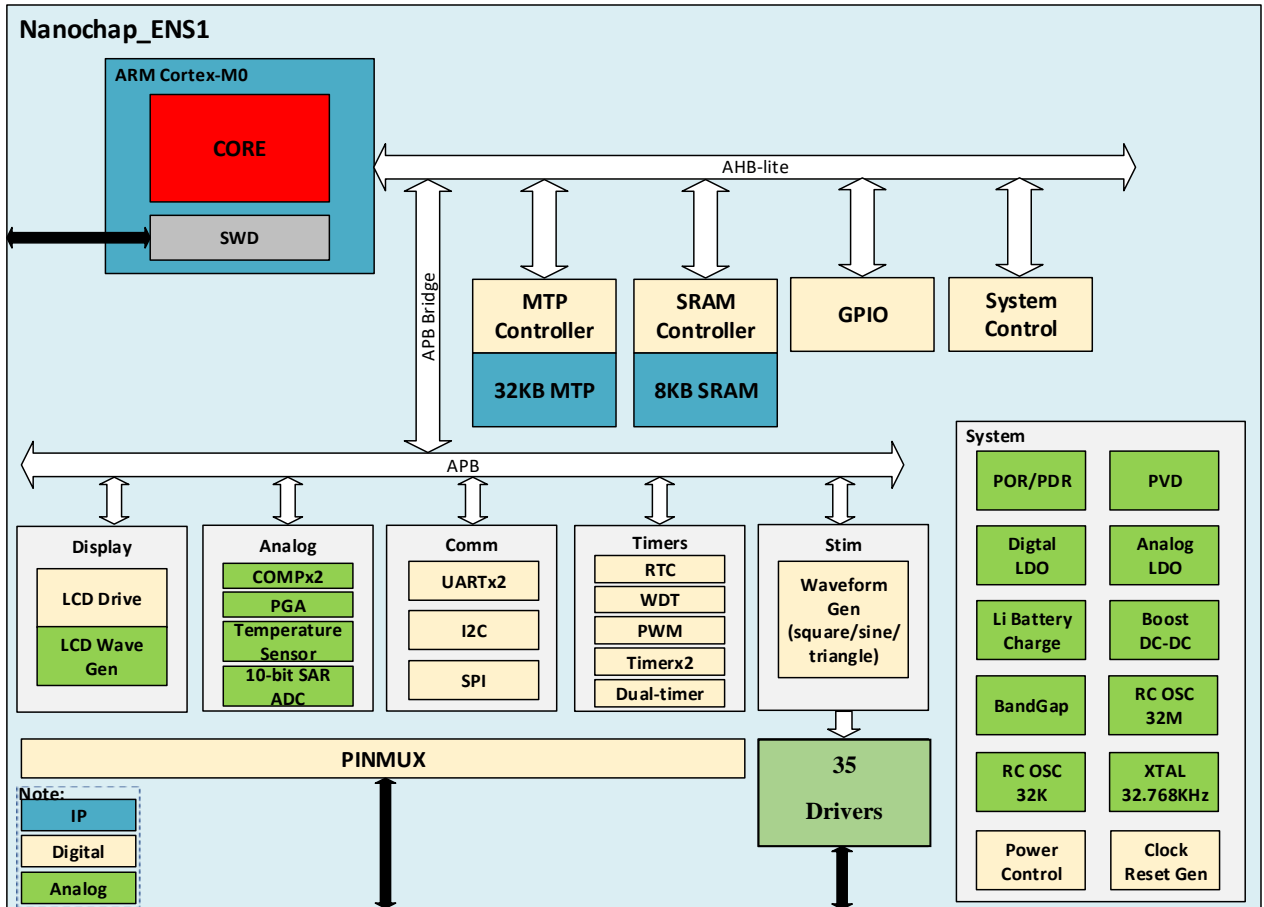 Nanochap_ENS1
ARM Cortex-M0
CORE
SWD
AHB-lite
APB Bridge
MTP
Controller
32KB MTP
SRAM
Controller
8KB SRAM
GPIO
System
Control
APB
Display
LCD Drive
LCD Wave
Gen
Analog
COMPx2
PGA
Temperature
Sensor
10-bit SAR
ADC
Comm
UARTx2
I2C
SPI
Timers
RTC
WDT
PWM
Timerx2
Dual-timer
Stim
Waveform
Gen
(square/sine/
triangle)
System
POR/PDR
PVD
Digtal
LDO
Analog
LDO
Li Battery
Charge
Boost
DC-DC
BandGap
RC OSC
32M
RC OSC
32K
XTAL
32.768KHz
Power
Control
Clock
Reset Gen
PINMUX
35
Drivers
Note:
IP
Digital
Analog